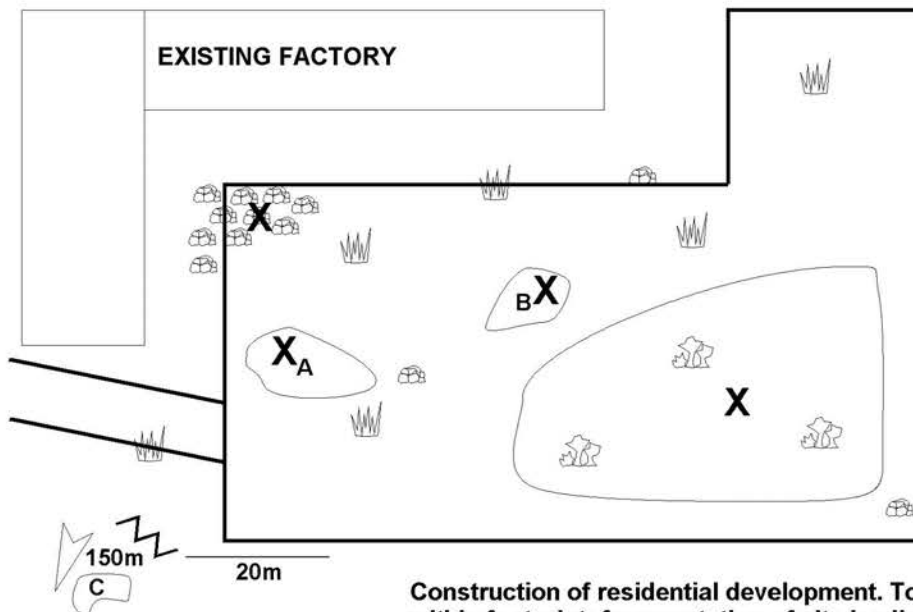 EXISTING FACTORY
X
B X
X A
X
150m
C
20m
Construction of residential development. To